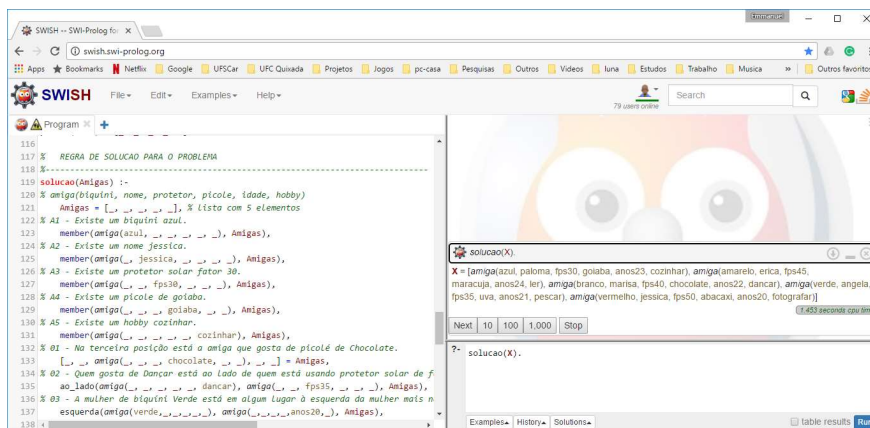 Emmanuel
SWISH -- SWI-Prolog for
swish.swi-prolog.org
Apps Bookmarks Netflix Google UFSCar UFC Quixada Projetos Jogos pc-casa Pesquisas Outros Videos luna Estudos Trabalho Musica » Outros favoritos
SWISH File Edit Examples Help 79 users online Search
Program
116
117 % REGRA DE SOLUCAO PARA O PROBLEMA
118 %-----------------------------------------------------------------------------
119 solucao(Amigas) :-
120 % amiga(biquini, nome, protetor, picole, idade, hobby)
121 Amigas = [_, _, _, _, _], % lista com 5 elementos
122 % A1 - Existe um biquini azul.
123 member(amiga(azul, _, _, _, _, _), Amigas),
124 % A2 - Existe um nome jessica.
125 member(amiga(_, jessica, _, _, _, _), Amigas),
126 % A3 - Existe um protetor solar fator 30.
127 member(amiga(_, _, fps30, _, _, _), Amigas),
128 % A4 - Existe um picole de goiaba.
129 member(amiga(_, _, _, goiaba, _, _), Amigas),
130 % A5 - Existe um hobby cozinhar.
131 member(amiga(_, _, _, _, _, cozinhar), Amigas),
132 % 01 - Na terceira posição está a amiga que gosta de picolé de Chocolate.
133 [_, _, amiga(_, _, _, chocolate, _, _), _, _] = Amigas,
134 % 02 - Quem gosta de Dançar está ao lado de quem está usando protetor solar de f
135 ao_lado(amiga(_, _, _, _, _, dancar), amiga(_, _, fps35, _, _, _), Amigas),
136 % 03 - A mulher de biquíni Verde está em algum lugar à esquerda da mulher mais n
137 esquerda(amiga(verde,_,_,_,_,_), amiga(_,_,_,_,anos20,_), Amigas),
138
solucao(X).
X = [amiga(azul, paloma, fps30, goiaba, anos23, cozinhar), amiga(amarelo, erica, fps45,
maracuja, anos24, ler), amiga(branco, marisa, fps40, chocolate, anos22, dancar), amiga(verde, angela,
fps35, uva, anos21, pescar), amiga(vermelho, jessica, fps50, abacaxi, anos20, fotografar)]
1.453 seconds cpu time
Next 10 100 1,000 Stop
?- solucao(X).
Examples History Solutions table results Run